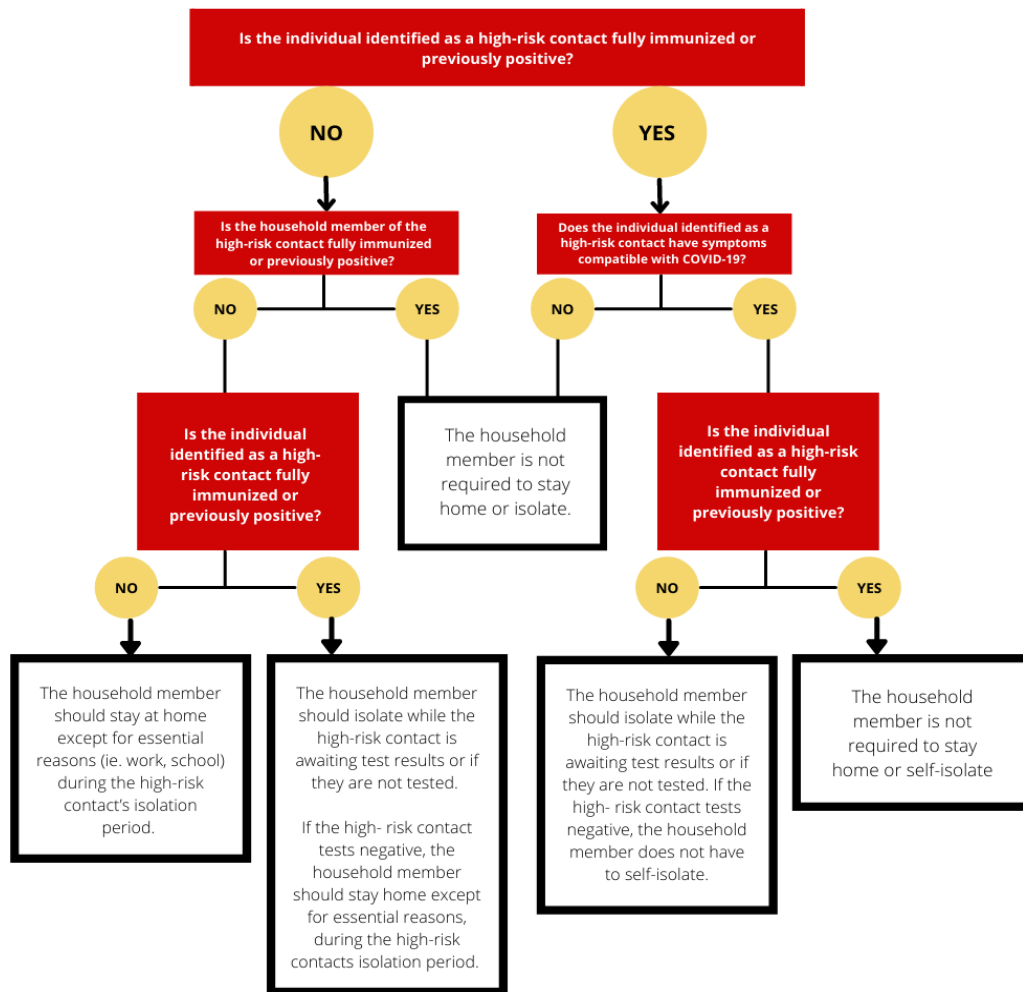 Is the individual identified as a high-risk contact fully immunized or
previously positive?
NO
YES
Is the household member of the
high-risk contact fully immunized
or previously positive?
Does the individual identified as a
high-risk contact have symptoms
compatible with COVID-19?
NO
YES
NO
YES
Is the individual
identified as a high-
risk contact fully
immunized or
previously positive?
The household
member is not
required to stay
home or isolate.
Is the individual
identified as a high-risk
contact fully
immunized or
previously positive?
NO
YES
NO
YES
The household member
should stay at home
except for essential
reasons (ie. work, school)
during the high-risk
contact's isolation
period.
The household member
should isolate while the
high-risk contact is
awaiting test results or if
they are not tested.
If the high- risk contact
tests negative, the
household member
should stay home except
for essential reasons,
during the high-risk
contacts isolation period.
The household member
should isolate while the
high-risk contact is
awaiting test results or if
they are not tested. If the
high- risk contact tests
negative, the household
member does not have
to self-isolate.
The household
member is not
required to stay
home or self-isolate